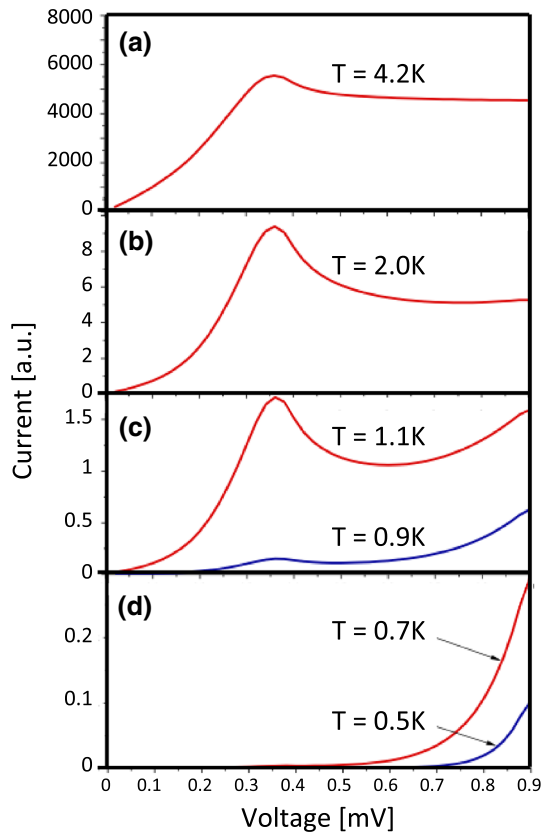 8000
(a)
6000
T = 4.2K
4000
2000
0
(b)
8
T = 2.0K
6
4
2
0
Current [a.u.]
(c)
1.5
T = 1.1K
1
0.5
T = 0.9K
0
(d)
T = 0.7K
0.2
0.1
T = 0.5K
0
0 0.1 0.2 0.3 0.4 0.5 0.6 0.7 0.8 0.9
Voltage [mV]